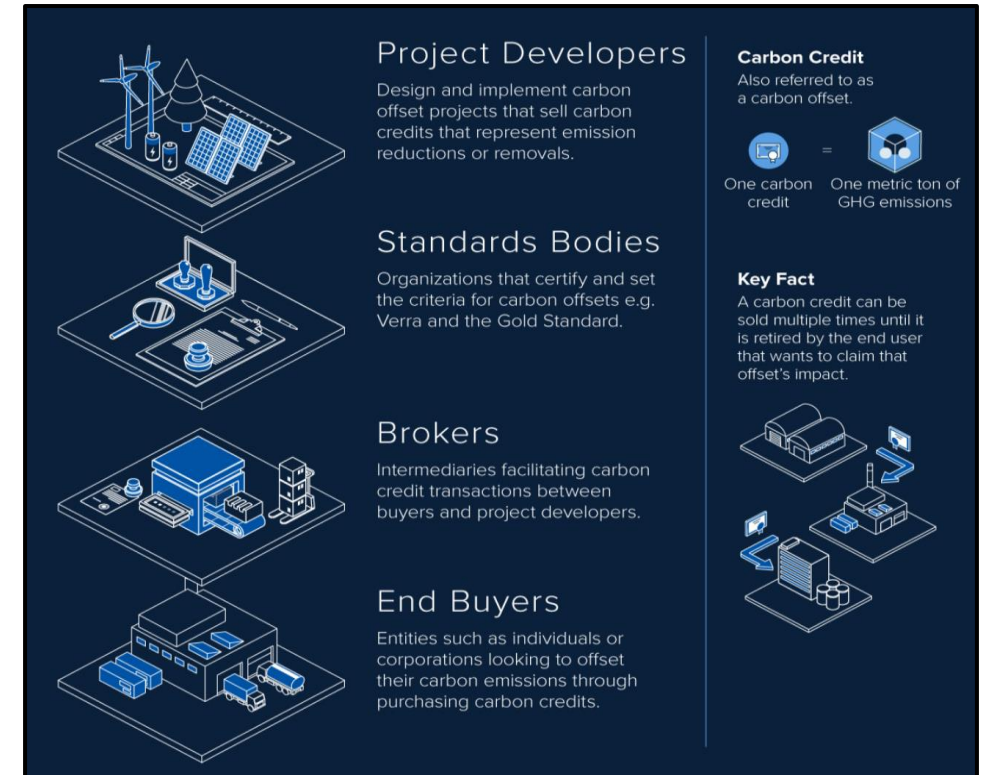 Project Developers
Design and implement carbon
offset projects that sell carbon
credits that represent emission
reductions or removals.
Standards Bodies
Organizations that certify and set
the criteria for carbon offsets e.g.
Verra and the Gold Standard.
Brokers
Intermediaries facilitating carbon
credit transactions between
buyers and project developers.
End Buyers
Entities such as individuals or
corporations looking to offset
their carbon emissions through
purchasing carbon credits.
Carbon Credit
Also referred to as
a carbon offset.
=
One carbon
credit
One metric ton of
GHG emissions
Key Fact
A carbon credit can be
sold multiple times until it
is retired by the end user
that wants to claim that
offset's impact.